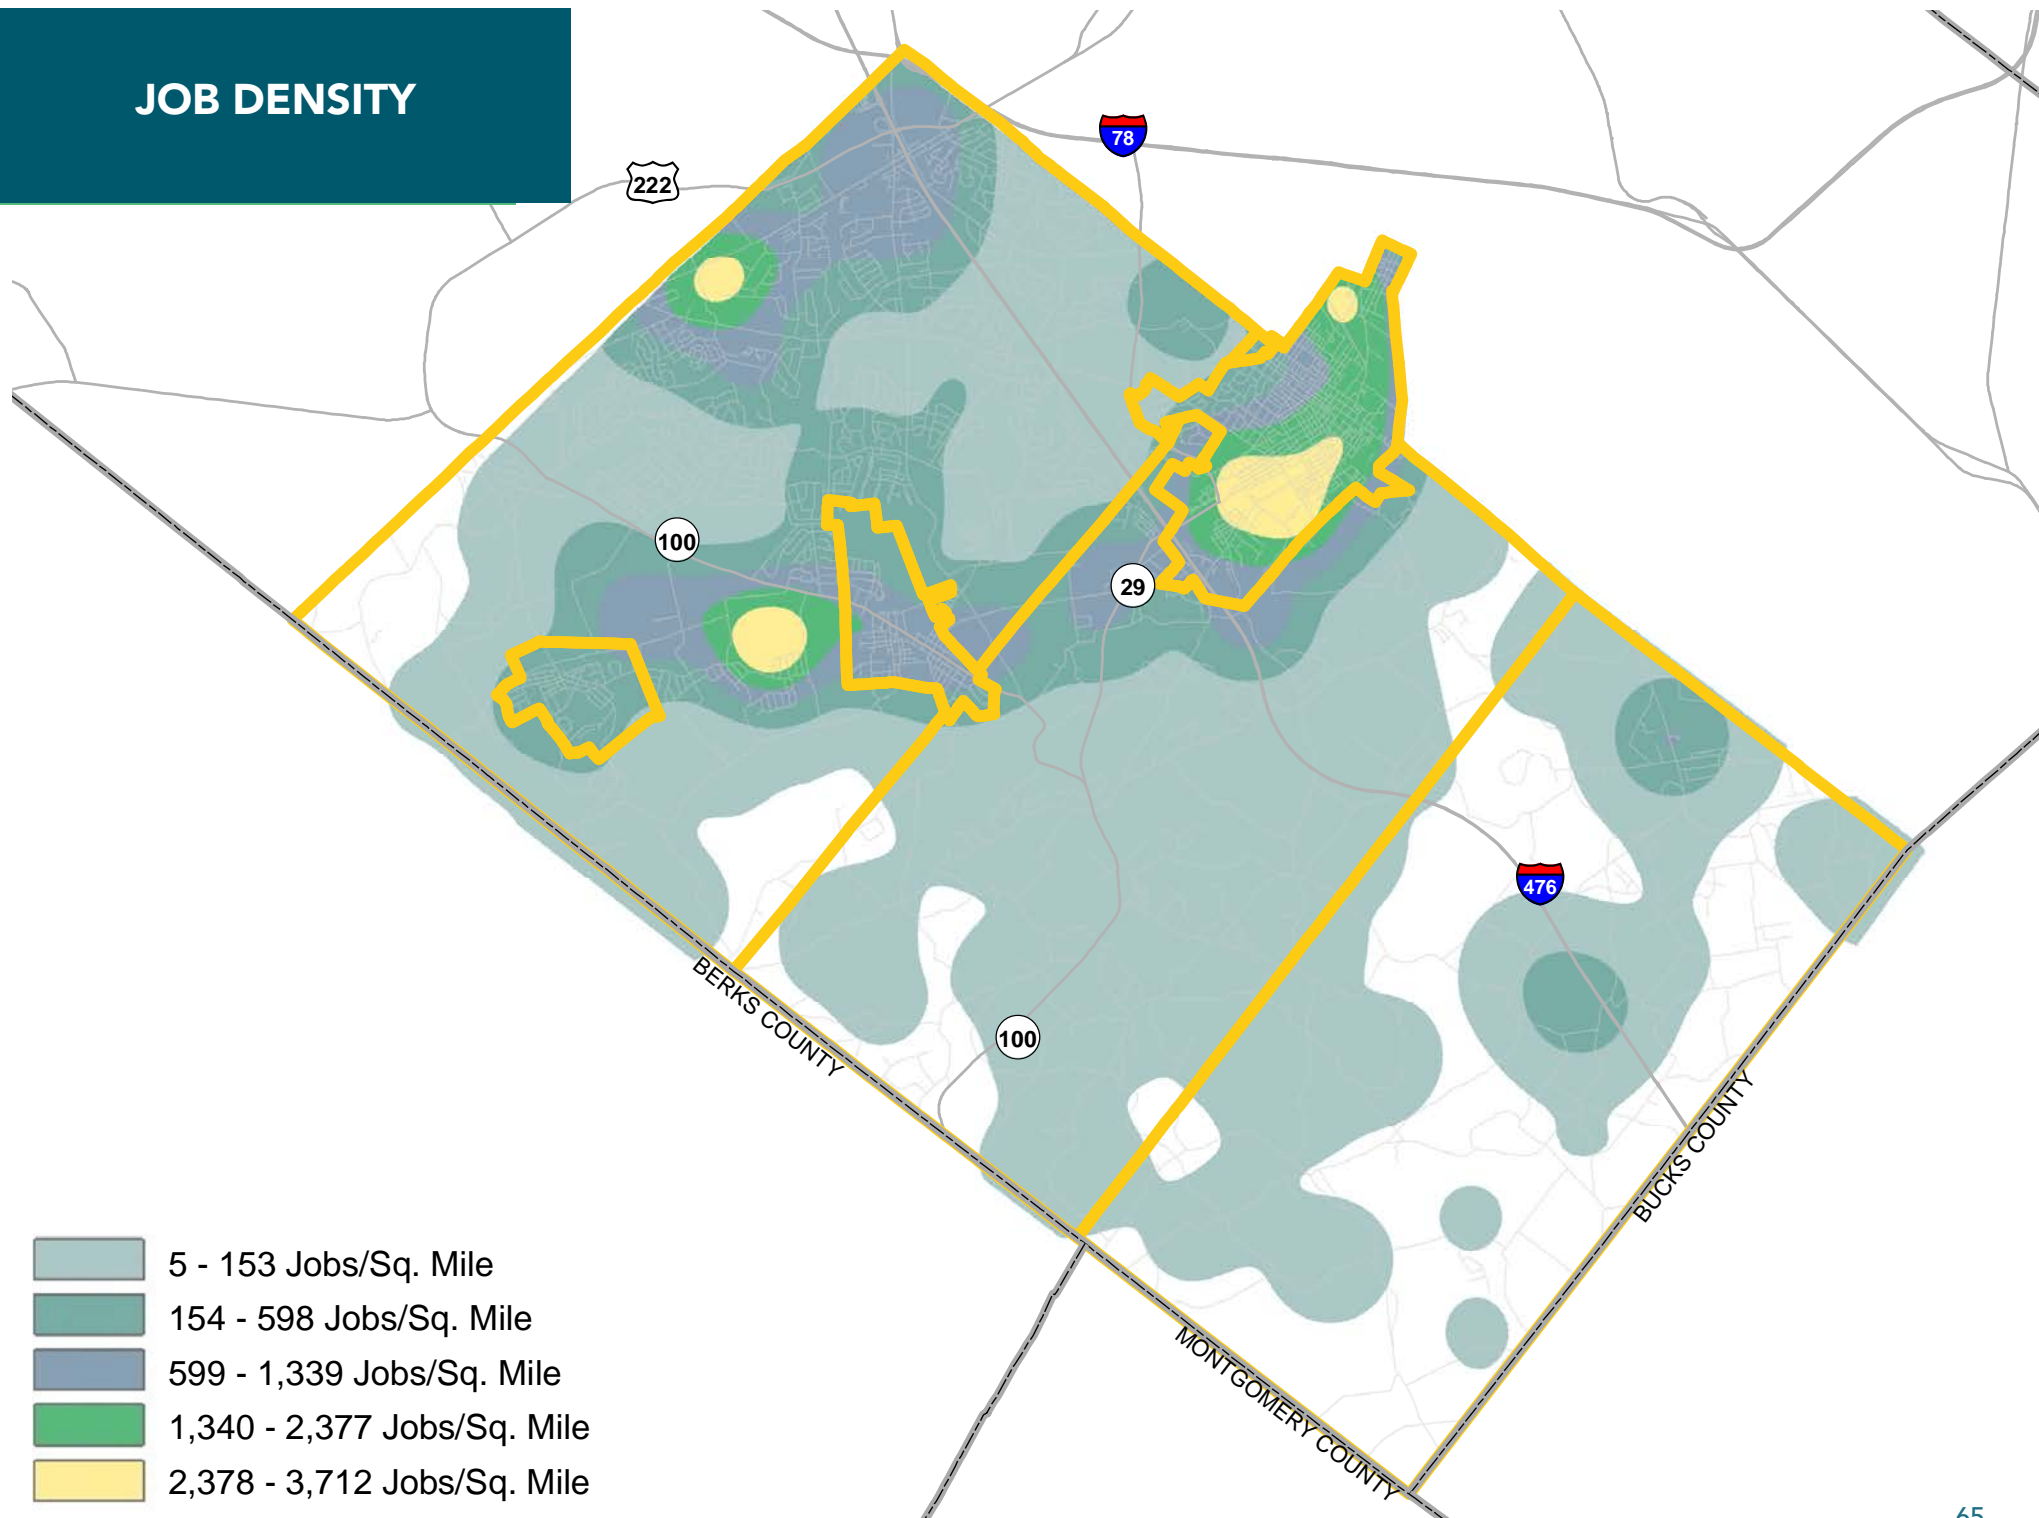 JOB DENSITY
78
222
100
29
476
BERKS COUNTY
100
BUCKS COUNTY
MONTGOMERY COUNTY
5 - 153 Jobs/Sq. Mile
154 - 598 Jobs/Sq. Mile
599 - 1,339 Jobs/Sq. Mile
1,340 - 2,377 Jobs/Sq. Mile
2,378 - 3,712 Jobs/Sq. Mile
65